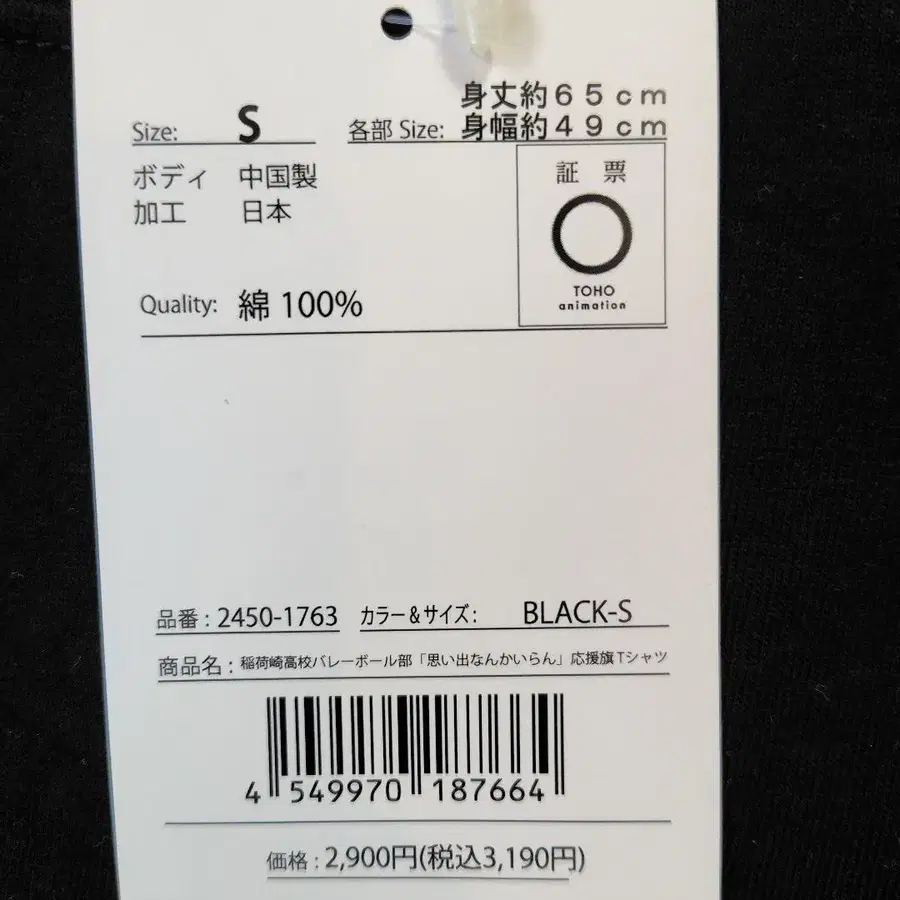 身丈約65cm
Size: S 各部 Size: 身幅約49cm
ボディ 中国製
加工 日本
証 票
TOHO
animation
Quality: 綿 100%
品番 : 2450-1763 カラー&サイズ: BLACK-S
商品名 : 稲荷崎高校バレーボール部「思い出なんかいらん」応援旗Tシャツ
4 549970 187664
価格 : 2,900円(税込3,190円)